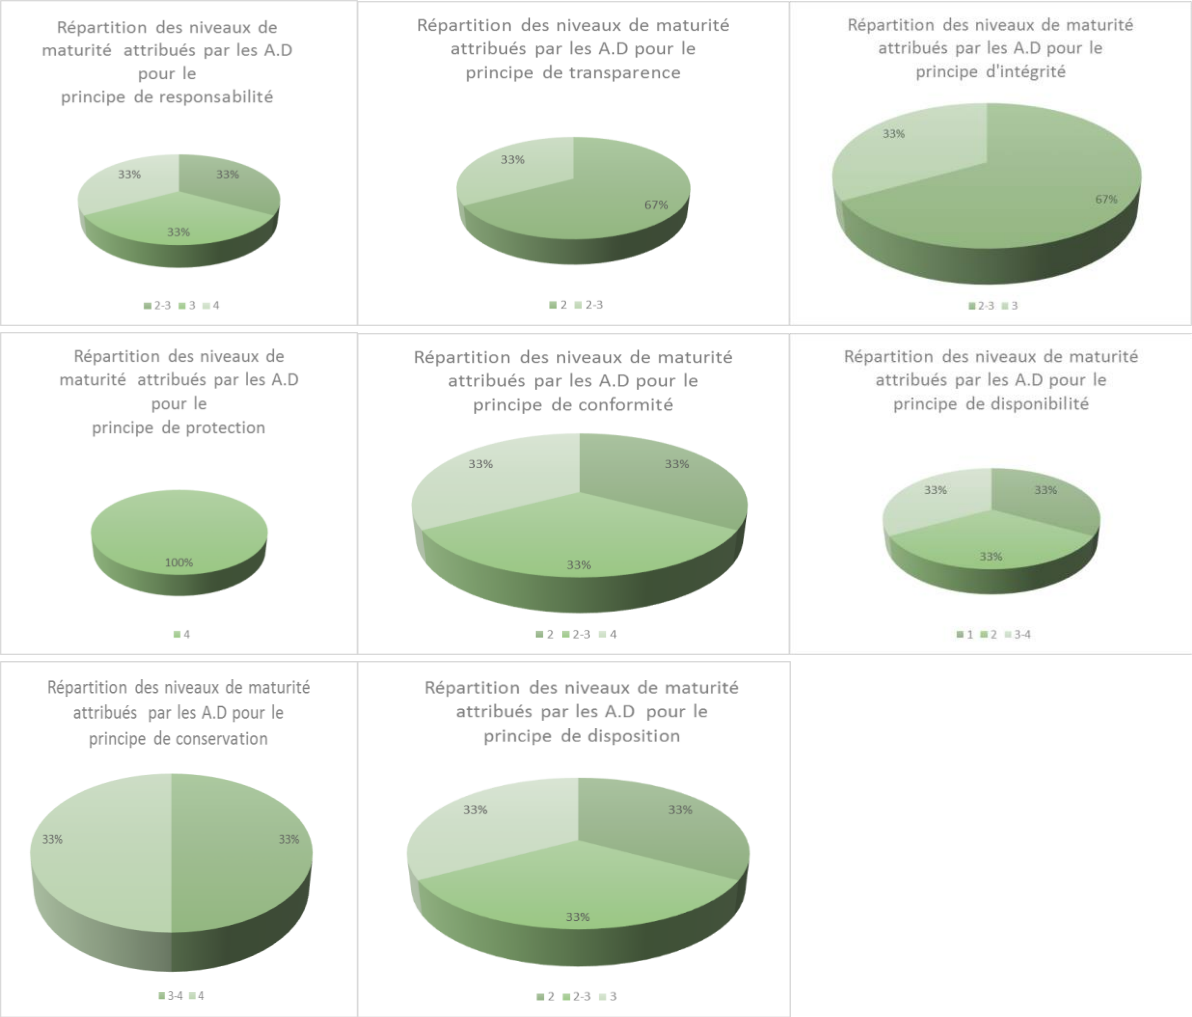 Répartition des niveaux de
maturité attribués par les A.D
pour le
principe de responsabilité
33%
33%
33%
2-3 3 4
Répartition des niveaux de maturité
attribués par les A.D pour le
principe de transparence
33%
67%
2 2-3
Répartition des niveaux de maturité
attribués par les A.D pour le
principe d'intégrité
33%
67%
2-3 3
Répartition des niveaux de
maturité attribués par les A.D
pour le
principe de protection
100%
4
Répartition des niveaux de maturité
attribués par les A.D pour le
principe de conformité
33%
33%
33%
2 2-3 4
Répartition des niveaux de maturité
attribués par les A.D pour le
principe de disponibilité
33%
33%
33%
1 2 3-4
Répartition des niveaux de maturité
attribués par les A.D pour le
principe de conservation
33%
33%
3-4 4
Répartition des niveaux de maturité
attribués par les A.D pour le
principe de disposition
33%
33%
33%
2 2-3 3